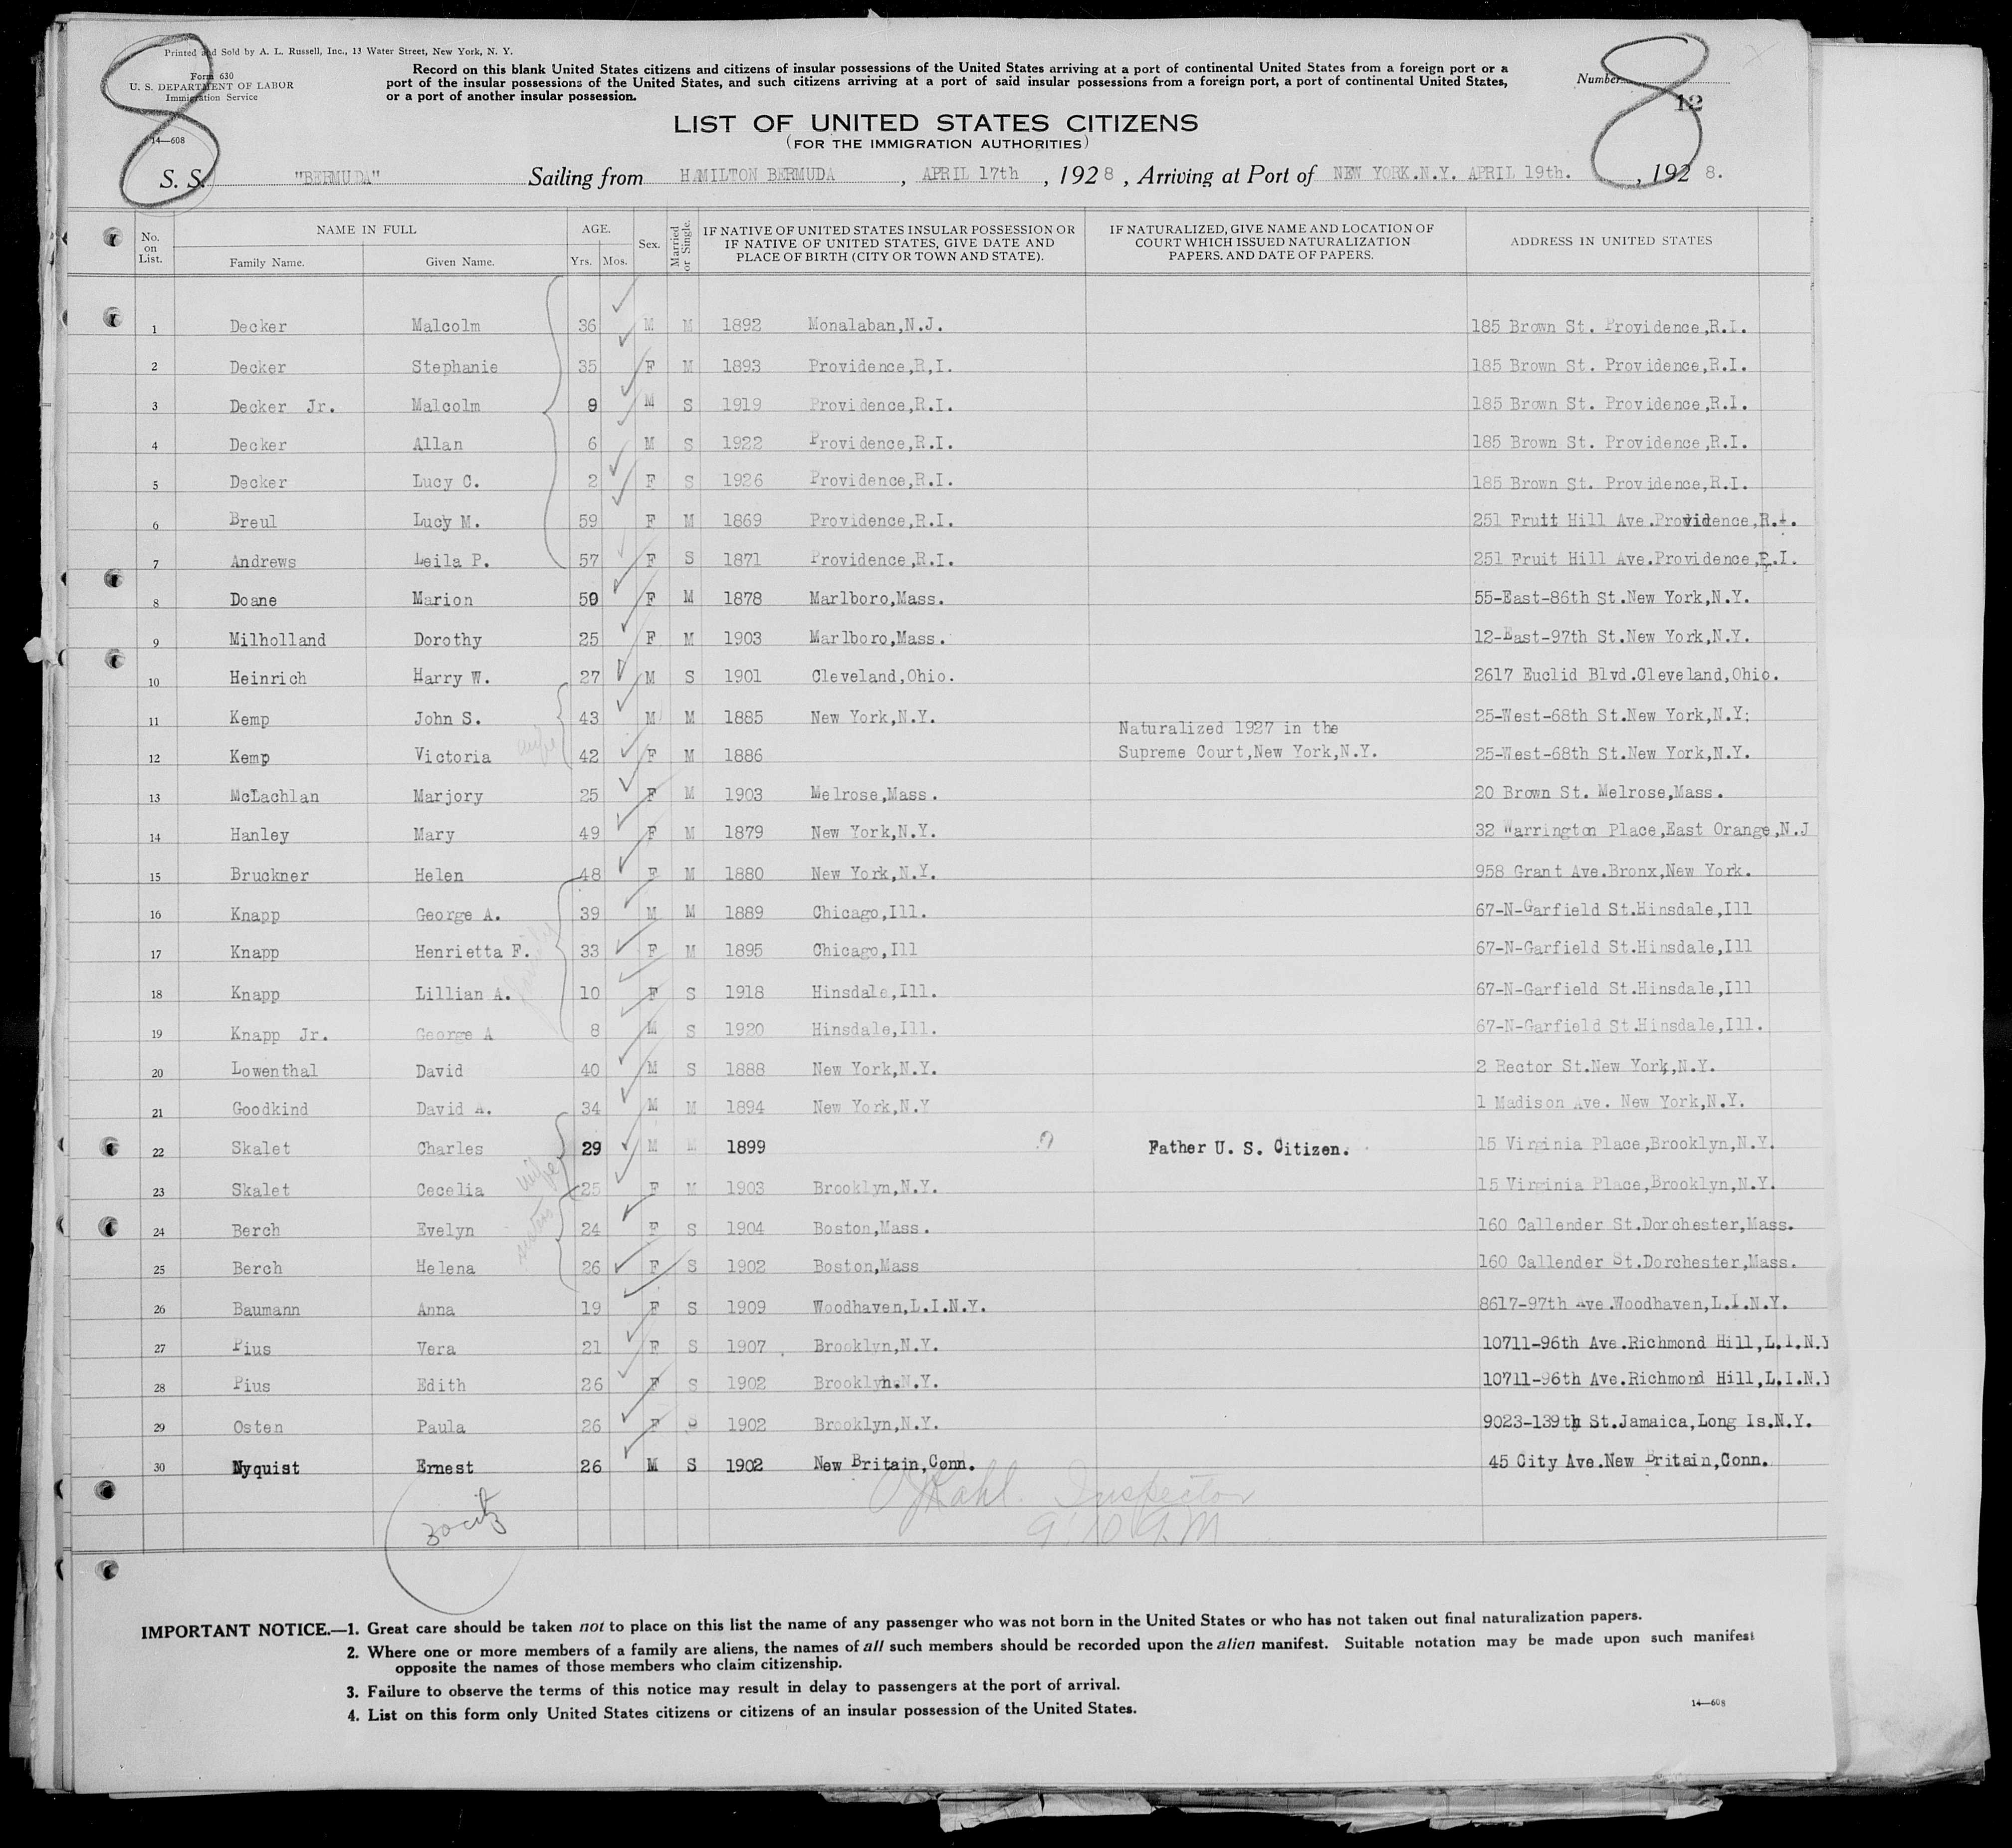 Printed and Sold by A. L. Russell, Inc., 13 Water Street, New York, N. Y.
Form 630
U. S. DEPARTMENT OF LABOR
Immigration Service
14—608
8
Record on this blank United States citizens and citizens of insular possessions of the United States arriving at a port of continental United States from a foreign port or a
port of the insular possessions of the United States, and such citizens arriving at a port of said insular possessions from a foreign port, a port of continental United States,
or a port of another insular possession.
Number
12
8
LIST OF UNITED STATES CITIZENS
(FOR THE IMMIGRATION AUTHORITIES)
S. S. "BERMUDA" Sailing from HAMILTON BERMUDA, APRIL 17th, 1928, Arriving at Port of NEW YORK.N.Y. APRIL 19th., 1928.
No. on List. NAME IN FULL Family Name. Given Name. AGE. Yrs. Mos. Sex. Married or Single. IF NATIVE OF UNITED STATES INSULAR POSSESSION OR IF NATIVE OF UNITED STATES, GIVE DATE AND PLACE OF BIRTH (CITY OR TOWN AND STATE). IF NATURALIZED, GIVE NAME AND LOCATION OF COURT WHICH ISSUED NATURALIZATION PAPERS. AND DATE OF PAPERS. ADDRESS IN UNITED STATES
1 Decker Malcolm 36 M M 1892 Monalaban,N.J. 185 Brown St. Providence,R.I.
2 Decker Stephanie 35 F M 1893 Providence,R,I. 185 Brown St. Providence,R.I.
3 Decker Jr. Malcolm 9 M S 1919 Providence,R.I. 185 Brown St. Providence,R.I.
4 Decker Allan 6 M S 1922 Providence,R.I. 185 Brown St. Providence,R.I.
5 Decker Lucy C. 2 F S 1926 Providence,R.I. 185 Brown St. Providence,R.I.
6 Breul Lucy M. 59 F M 1869 Providence,R.I. 251 Fruit Hill Ave.Providence,R.I.
7 Andrews Leila P. 57 F S 1871 Providence,R.I. 251 Fruit Hill Ave.Providence,R.I.
8 Doane Marion 50 F M 1878 Marlboro,Mass. 55-East-86th St.New York,N.Y.
9 Milholland Dorothy 25 F M 1903 Marlboro,Mass. 12-East-97th St.New York,N.Y.
10 Heinrich Harry W. 27 M S 1901 Cleveland,Ohio. 2617 Euclid Blvd.Cleveland,Ohio.
11 Kemp John S. 43 M M 1885 New York,N.Y. 25-West-68th St.New York,N.Y.
Naturalized 1927 in the
12 Kemp Victoria wife 42 F M 1886 Supreme Court,New York,N.Y. 25-West-68th St.New York,N.Y.
13 McLachlan Marjory 25 F M 1903 Melrose,Mass. 20 Brown St. Melrose,Mass.
14 Hanley Mary 49 F M 1879 New York,N.Y. 32 Warrington Place,East Orange,N.J
15 Bruckner Helen 48 F M 1880 New York,N.Y. 958 Grant Ave.Bronx,New York.
16 Knapp George A. 39 M M 1889 Chicago,Ill. 67-N-Garfield St.Hinsdale,Ill
17 Knapp Henrietta F. family 33 F M 1895 Chicago,Ill 67-N-Garfield St.Hinsdale,Ill
18 Knapp Lillian A. 10 F S 1918 Hinsdale,Ill. 67-N-Garfield St.Hinsdale,Ill
19 Knapp Jr. George A 8 M S 1920 Hinsdale,Ill. 67-N-Garfield St.Hinsdale,Ill.
20 Lowenthal David 40 M S 1888 New York,N.Y. 2 Rector St.New York,N.Y.
21 Goodkind David A. 34 M M 1894 New York,N.Y 1 Madison Ave. New York,N.Y.
22 Skalet Charles 29 M M 1899 ? Father U. S. Citizen. 15 Virginia Place,Brooklyn,N.Y.
23 Skalet Cecelia wife 25 F M 1903 Brooklyn,N.Y. 15 Virginia Place,Brooklyn,N.Y.
24 Berch Evelyn sisters 24 F S 1904 Boston,Mass. 160 Callender St.Dorchester,Mass.
25 Berch Helena 26 F S 1902 Boston,Mass 160 Callender St.Dorchester,Mass.
26 Baumann Anna 19 F S 1909 Woodhaven,L.I.N.Y. 8617-97th Ave.Woodhaven,L.I.N.Y.
27 Pius Vera 21 F S 1907 Brooklyn,N.Y. 10711-96th Ave.Richmond Hill,L.I.N.Y
28 Pius Edith 26 F S 1902 Brooklyn.N.Y. 10711-96th Ave.Richmond Hill,L.I.N.Y
29 Osten Paula 26 F S 1902 Brooklyn,N.Y. 9023-139th St.Jamaica,Long Is.N.Y.
30 Nyquist Ernest 26 M S 1902 New Britain,Conn. 45 City Ave.New Britain,Conn.
Kahl. Inspector
30 citz
9:10 A.M
IMPORTANT NOTICE.—1. Great care should be taken not to place on this list the name of any passenger who was not born in the United States or who has not taken out final naturalization papers.
2. Where one or more members of a family are aliens, the names of all such members should be recorded upon the alien manifest. Suitable notation may be made upon such manifest
opposite the names of those members who claim citizenship.
3. Failure to observe the terms of this notice may result in delay to passengers at the port of arrival.
4. List on this form only United States citizens or citizens of an insular possession of the United States.
14—608